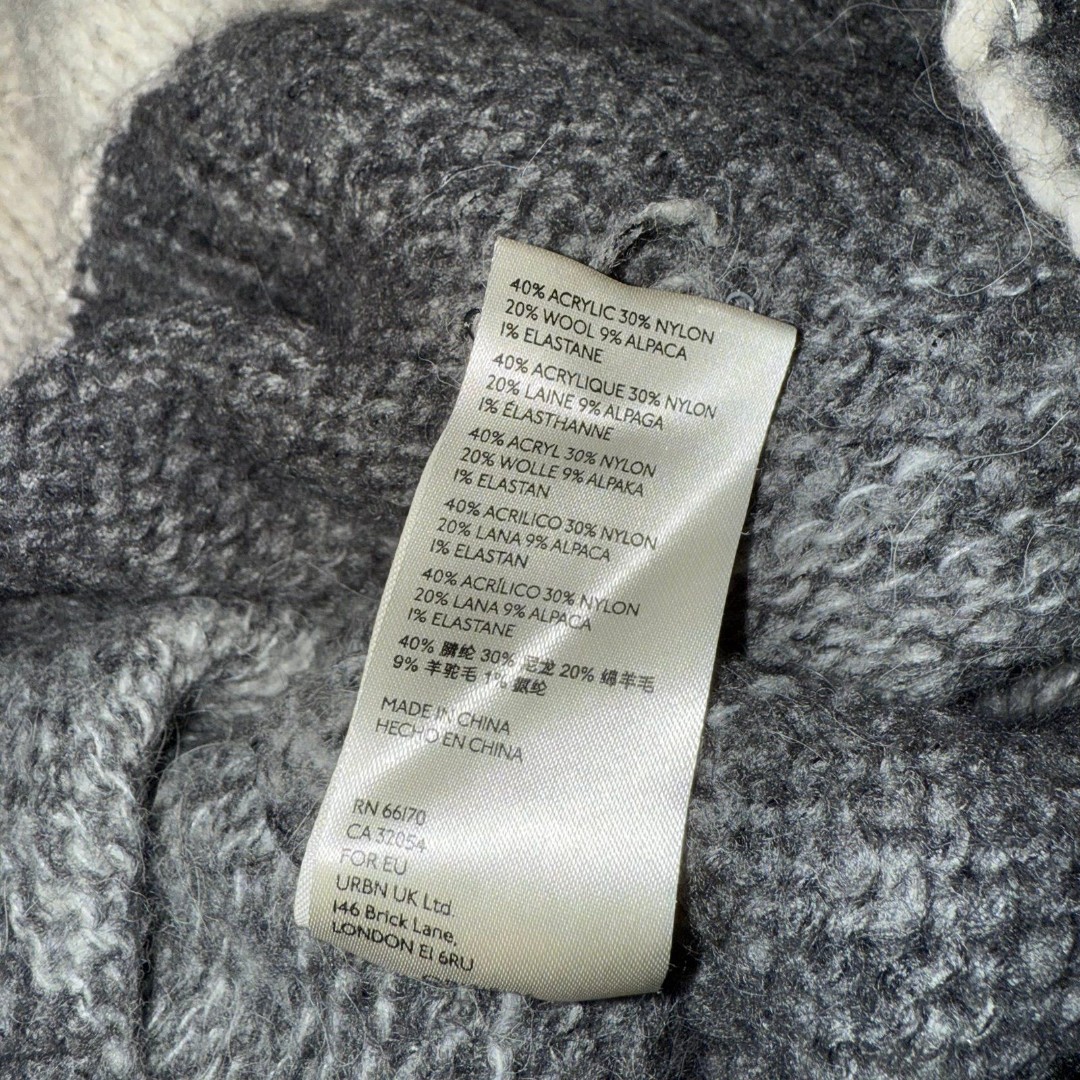 40% ACRYLIC 30% NYLON
20% WOOL 9% ALPACA
1% ELASTANE
40% ACRYLIQUE 30% NYLON
20% LAINE 9% ALPAGA
1% ÉLASTHANNE
40% ACRYL 30% NYLON
20% WOLLE 9% ALPAKA
1% ELASTAN
40% ACRILICO 30% NYLON
20% LANA 9% ALPACA
1% ELASTAN
40% ACRÍLICO 30% NYLON
20% LANA 9% ALPACA
1% ELASTANE
40% 腈纶 30% 尼龙 20% 绵羊毛
9% 羊驼毛 1% 氨纶
MADE IN CHINA
HECHO EN CHINA
RN 66170
CA 32054
FOR EU
URBN UK Ltd.
146 Brick Lane,
LONDON E1 6RU